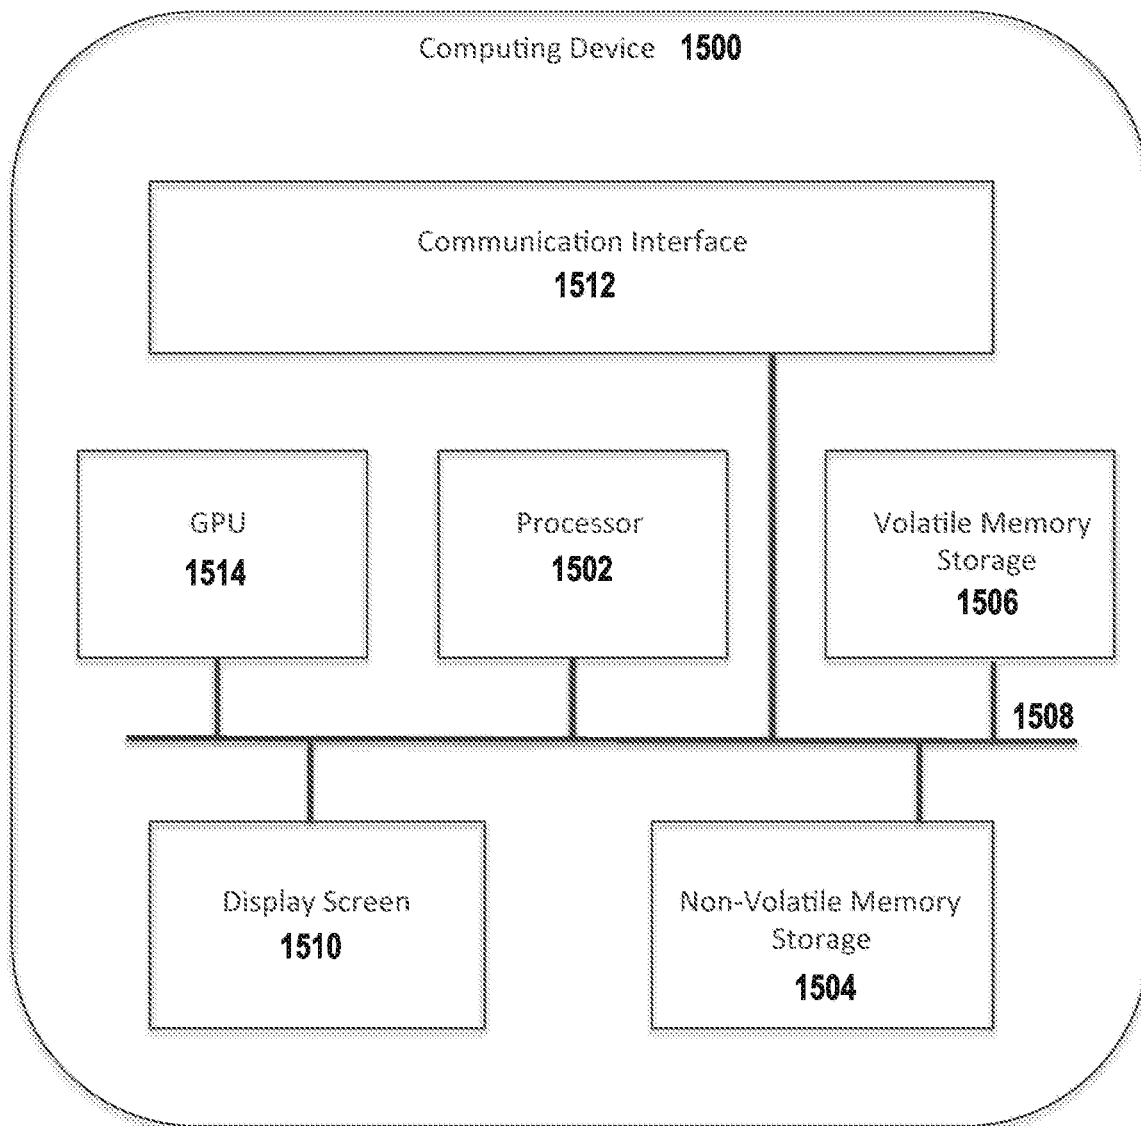 Computing Device 1500
Communication Interface
1512
GPU
1514
Processor
1502
Volatile Memory
Storage
1506
1508
Display Screen
1510
Non-Volatile Memory
Storage
1504